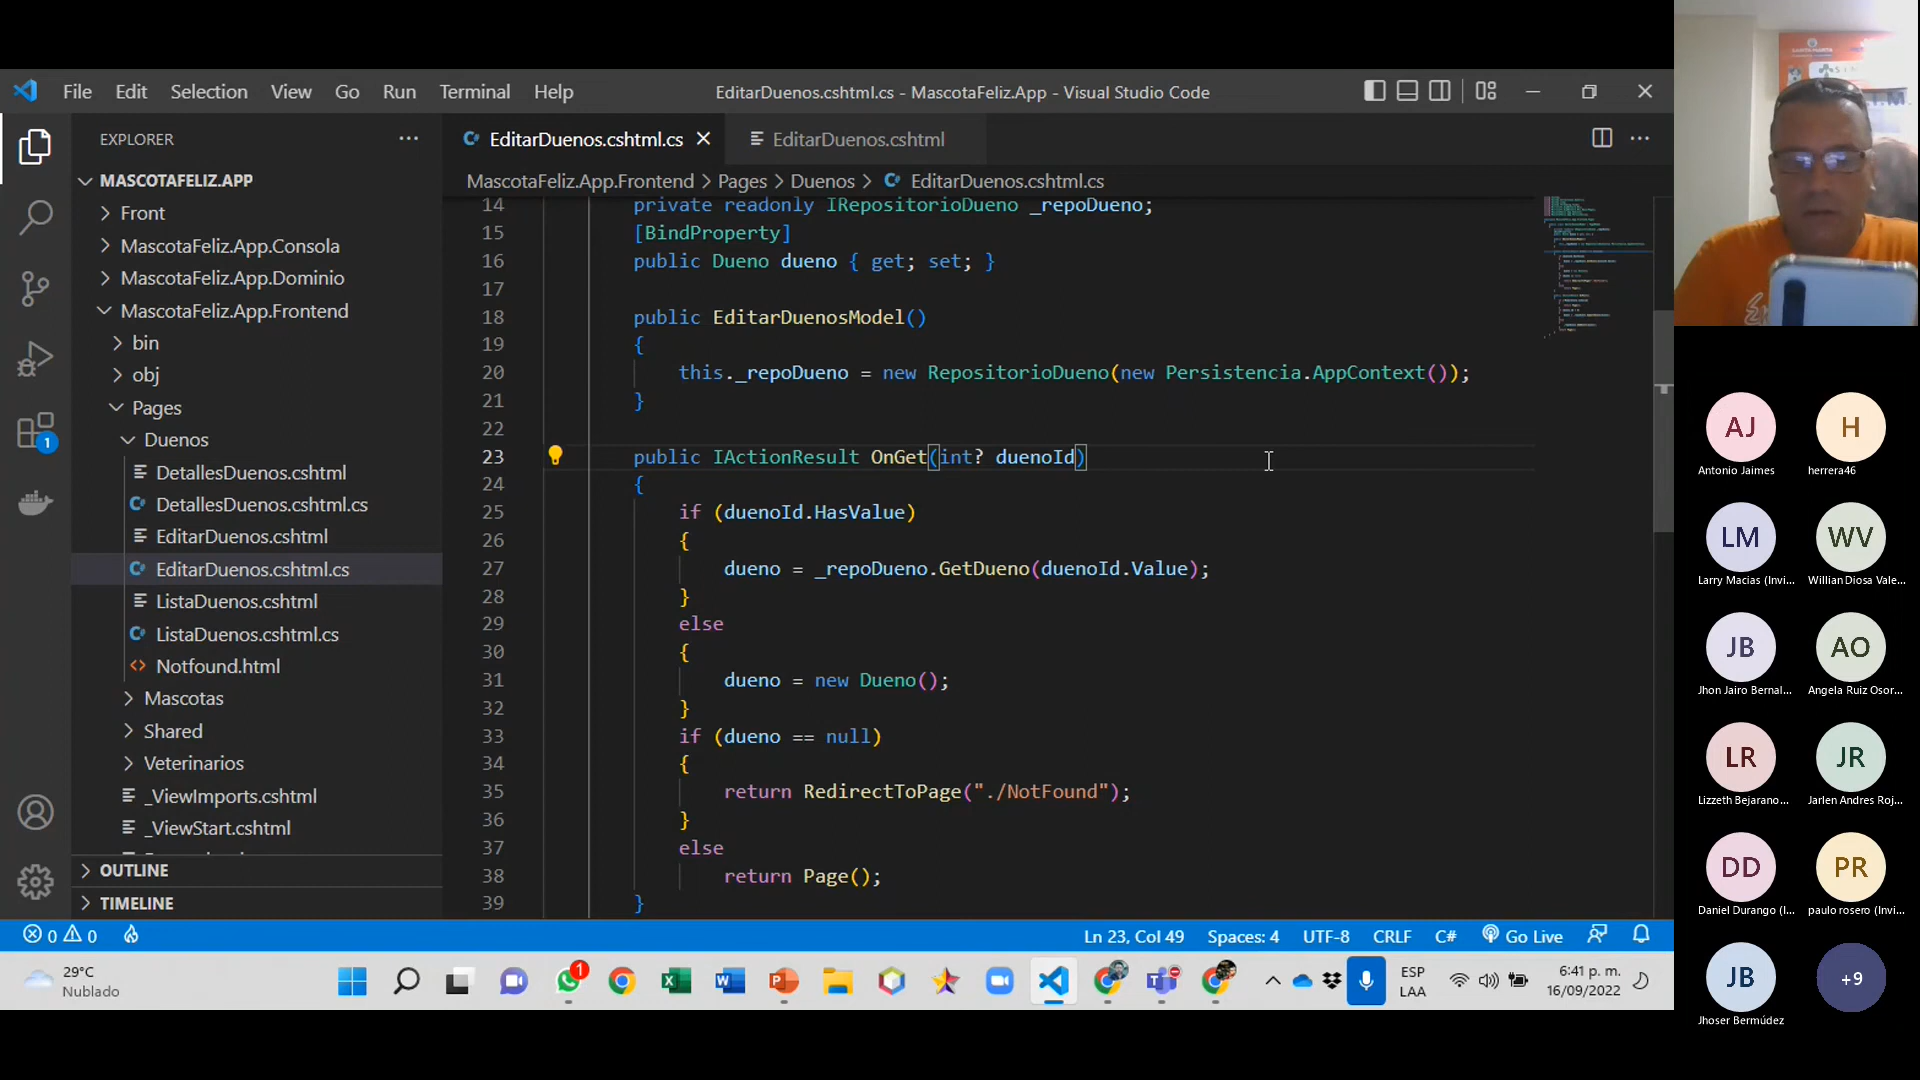 File Edit Selection View Go Run Terminal Help
EditarDuenos.cshtml.cs - MascotaFeliz.App - Visual Studio Code
EXPLORER
MASCOTAFELIZ.APP
Front
MascotaFeliz.App.Consola
MascotaFeliz.App.Dominio
MascotaFeliz.App.Frontend
bin
obj
Pages
Duenos
DetallesDuenos.cshtml
DetallesDuenos.cshtml.cs
EditarDuenos.cshtml
EditarDuenos.cshtml.cs
ListaDuenos.cshtml
ListaDuenos.cshtml.cs
Notfound.html
Mascotas
Shared
Veterinarios
_ViewImports.cshtml
_ViewStart.cshtml
OUTLINE
TIMELINE
1
EditarDuenos.cshtml.cs EditarDuenos.cshtml
MascotaFeliz.App.Frontend > Pages > Duenos > EditarDuenos.cshtml.cs
14 private readonly IRepositorioDueno _repoDueno;
15 [BindProperty]
16 public Dueno dueno { get; set; }
17
18 public EditarDuenosModel()
19 {
20 this._repoDueno = new RepositorioDueno(new Persistencia.AppContext());
21 }
22
23 public IActionResult OnGet(int? duenoId)
24 {
25 if (duenoId.HasValue)
26 {
27 dueno = _repoDueno.GetDueno(duenoId.Value);
28 }
29 else
30 {
31 dueno = new Dueno();
32 }
33 if (dueno == null)
34 {
35 return RedirectToPage("./NotFound");
36 }
37 else
38 return Page();
39 }
0 0
Ln 23, Col 49 Spaces: 4 UTF-8 CRLF C# Go Live
29°C
Nublado
1
ESP
LAA
6:41 p. m.
16/09/2022
SANTA MARTA
AJ
Antonio Jaimes
H
herrera46
LM
Larry Macias (Invi...
WV
Willian Diosa Vale...
JB
Jhon Jairo Bernal...
AO
Angela Ruiz Osor...
LR
Lizzeth Bejarano...
JR
Jarlen Andres Roj...
DD
Daniel Durango (I...
PR
paulo rosero (Invi...
JB
Jhoser Bermúdez
+9